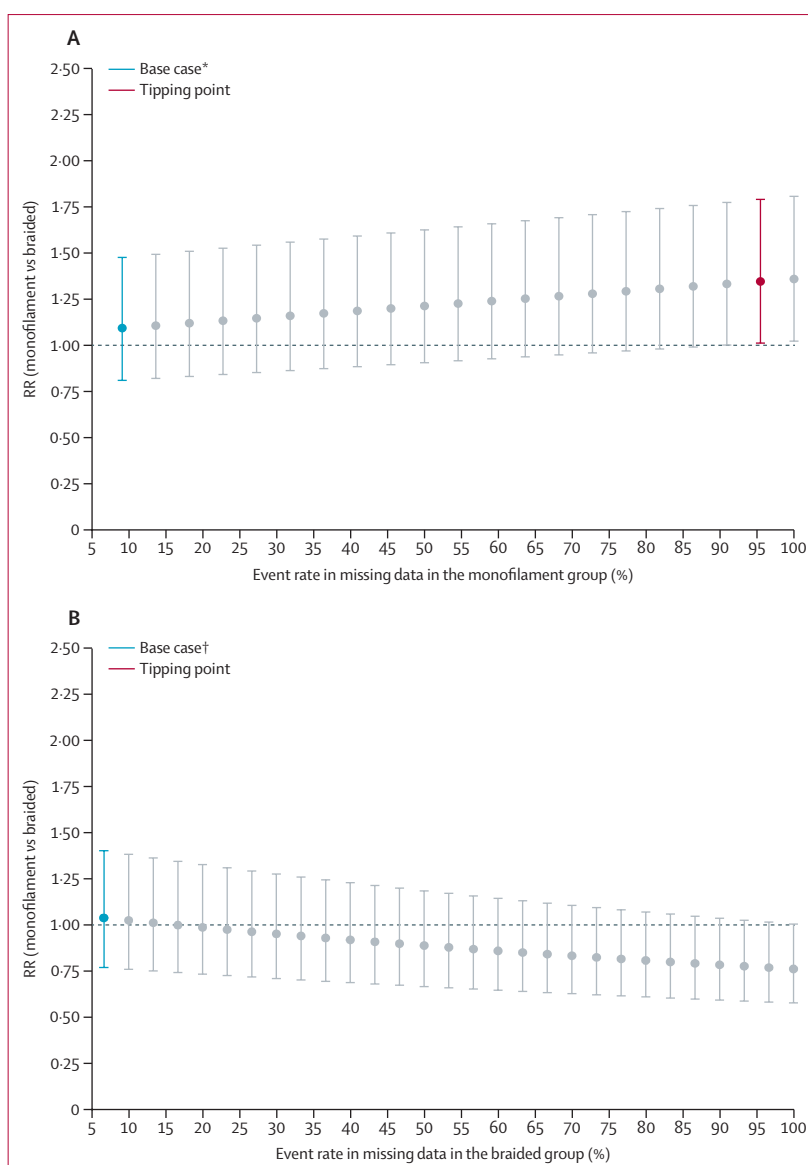 A
Base case*
Tipping point
2·50
2·25
2·00
1·75
1·50
1·25
1·00
0·75
0·50
0·25
0
RR (monofilament vs braided)
5 10 15 20 25 30 35 40 45 50 55 60 65 70 75 80 85 90 95 100
Event rate in missing data in the monofilament group (%)
B
Base case†
Tipping point
2·50
2·25
2·00
1·75
1·50
1·25
1·00
0·75
0·50
0·25
0
RR (monofilament vs braided)
5 10 15 20 25 30 35 40 45 50 55 60 65 70 75 80 85 90 95 100
Event rate in missing data in the braided group (%)